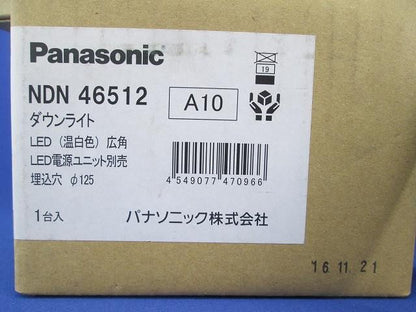 Panasonic
19
NDN 46512
A10
ダウンライト
LED（温白色）広角
LED電源ユニット別売
埋込穴 φ125
4 549077 470966
1台入
パナソニック株式会社
16.11.21